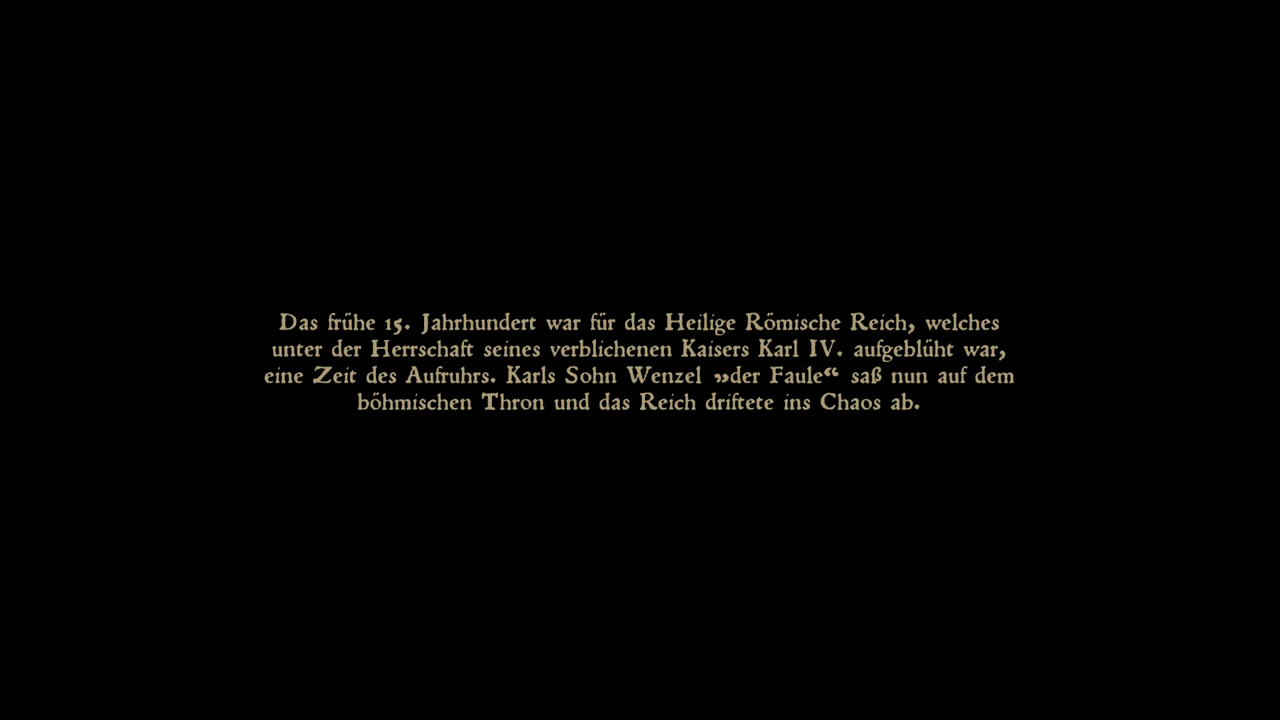 Das frühe 15. Jahrhundert war für das Heilige Römische Reich, welches
unter der Herrschaft seines verblichenen Kaisers Karl IV. aufgeblüht war,
eine Zeit des Aufruhrs. Karls Sohn Wenzel „der Faule“ saß nun auf dem
böhmischen Thron und das Reich driftete ins Chaos ab.